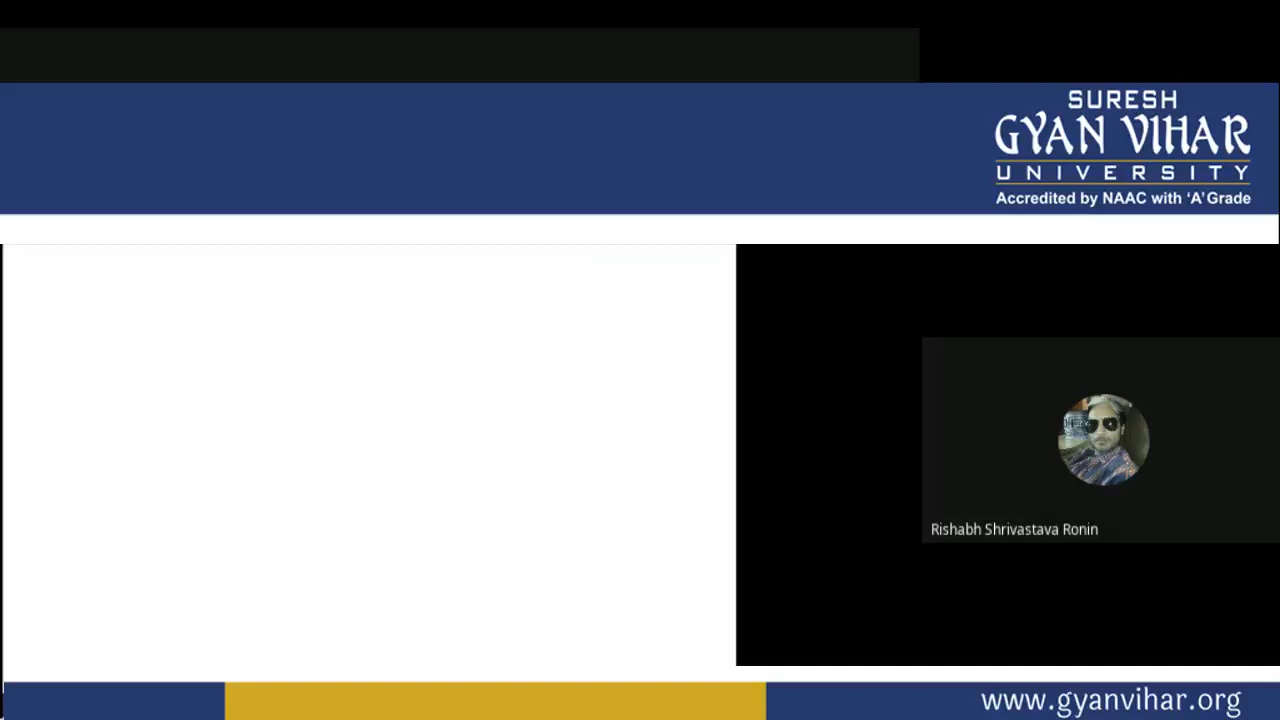 SURESH
GYAN VIHAR
UNIVERSITY
Accredited by NAAC with ‘A’ Grade
Rishabh Shrivastava Ronin
www.gyanvihar.org